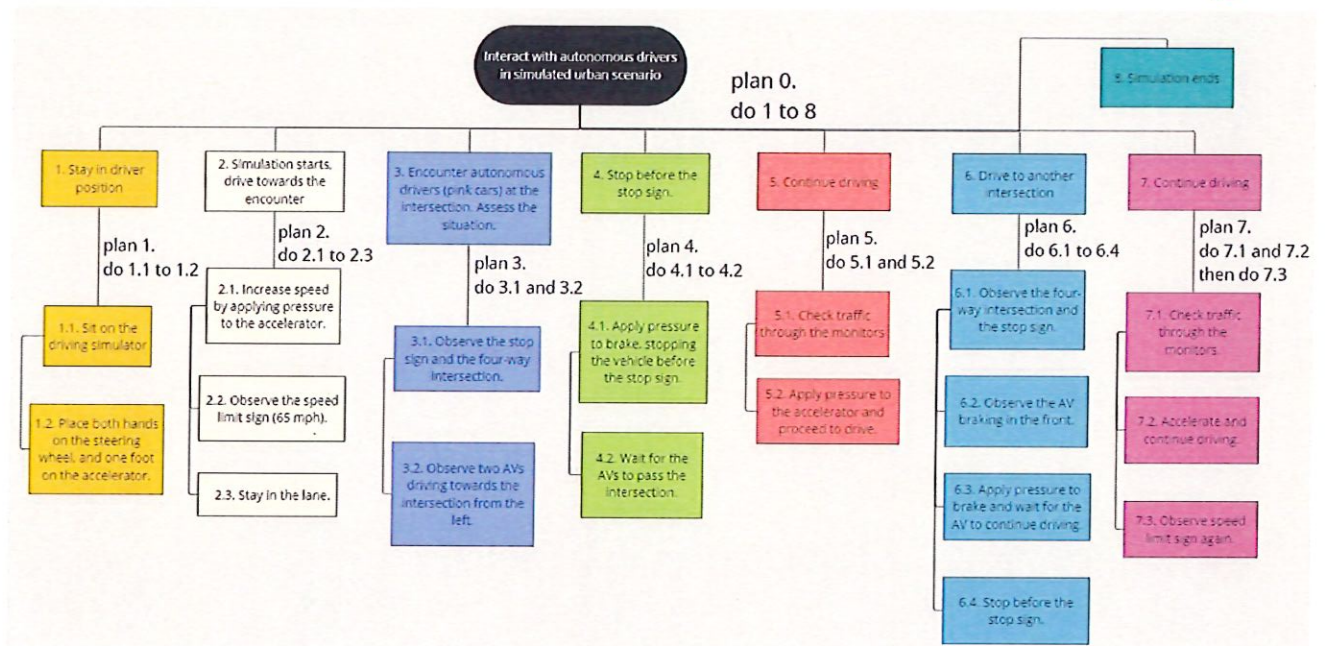 Interact with autonomous drivers
in simulated urban scenario
plan 0.
do 1 to 8
8. Simulation ends
1. Stay in driver
position
2. Simulation starts,
drive towards the
encounter
3. Encounter autonomous
drivers (pink cars) at the
intersection. Assess the
situation.
4. Stop before the
stop sign.
5. Continue driving
6. Drive to another
intersection
7. Continue driving
plan 1.
do 1.1 to 1.2
plan 2.
do 2.1 to 2.3
plan 3.
do 3.1 and 3.2
plan 4.
do 4.1 to 4.2
plan 5.
do 5.1 and 5.2
plan 6.
do 6.1 to 6.4
plan 7.
do 7.1 and 7.2
then do 7.3
1.1. Sit on the
driving simulator
1.2. Place both hands
on the steering
wheel, and one foot
on the accelerator.
2.1. Increase speed
by applying pressure
to the accelerator.
2.2. Observe the speed
limit sign (65 mph).
2.3. Stay in the lane.
3.1. Observe the stop
sign and the four-way
intersection.
3.2. Observe two AVs
driving towards the
intersection from the
left.
4.1. Apply pressure
to brake, stopping
the vehicle before
the stop sign.
4.2. Wait for the
AVs to pass the
intersection.
5.1. Check traffic
through the monitors
5.2. Apply pressure to
the accelerator and
proceed to drive.
6.1. Observe the four-
way intersection and
the stop sign.
6.2. Observe the AV
braking in the front.
6.3. Apply pressure to
brake and wait for the
AV to continue driving.
6.4. Stop before the
stop sign.
7.1. Check traffic
through the
monitors.
7.2. Accelerate and
continue driving.
7.3. Observe speed
limit sign again.